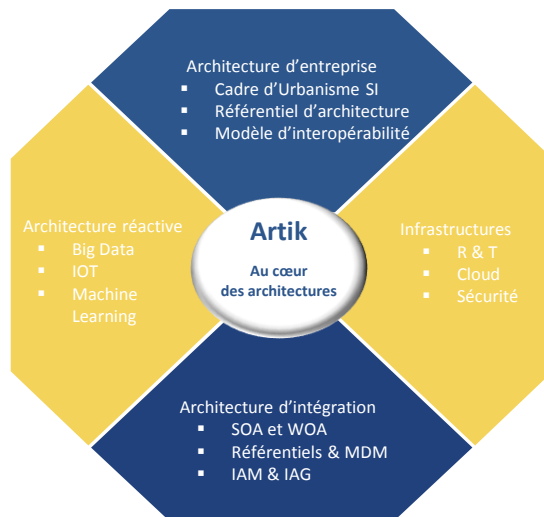 Architecture d'entreprise
▪ Cadre d'Urbanisme SI
▪ Référentiel d'architecture
▪ Modèle d'interopérabilité
Architecture réactive
▪ Big Data
▪ IOT
▪ Machine
Learning
Artik
Au cœur
des architectures
Infrastructures
▪ R & T
▪ Cloud
▪ Sécurité
Architecture d'intégration
▪ SOA et WOA
▪ Référentiels & MDM
▪ IAM & IAG